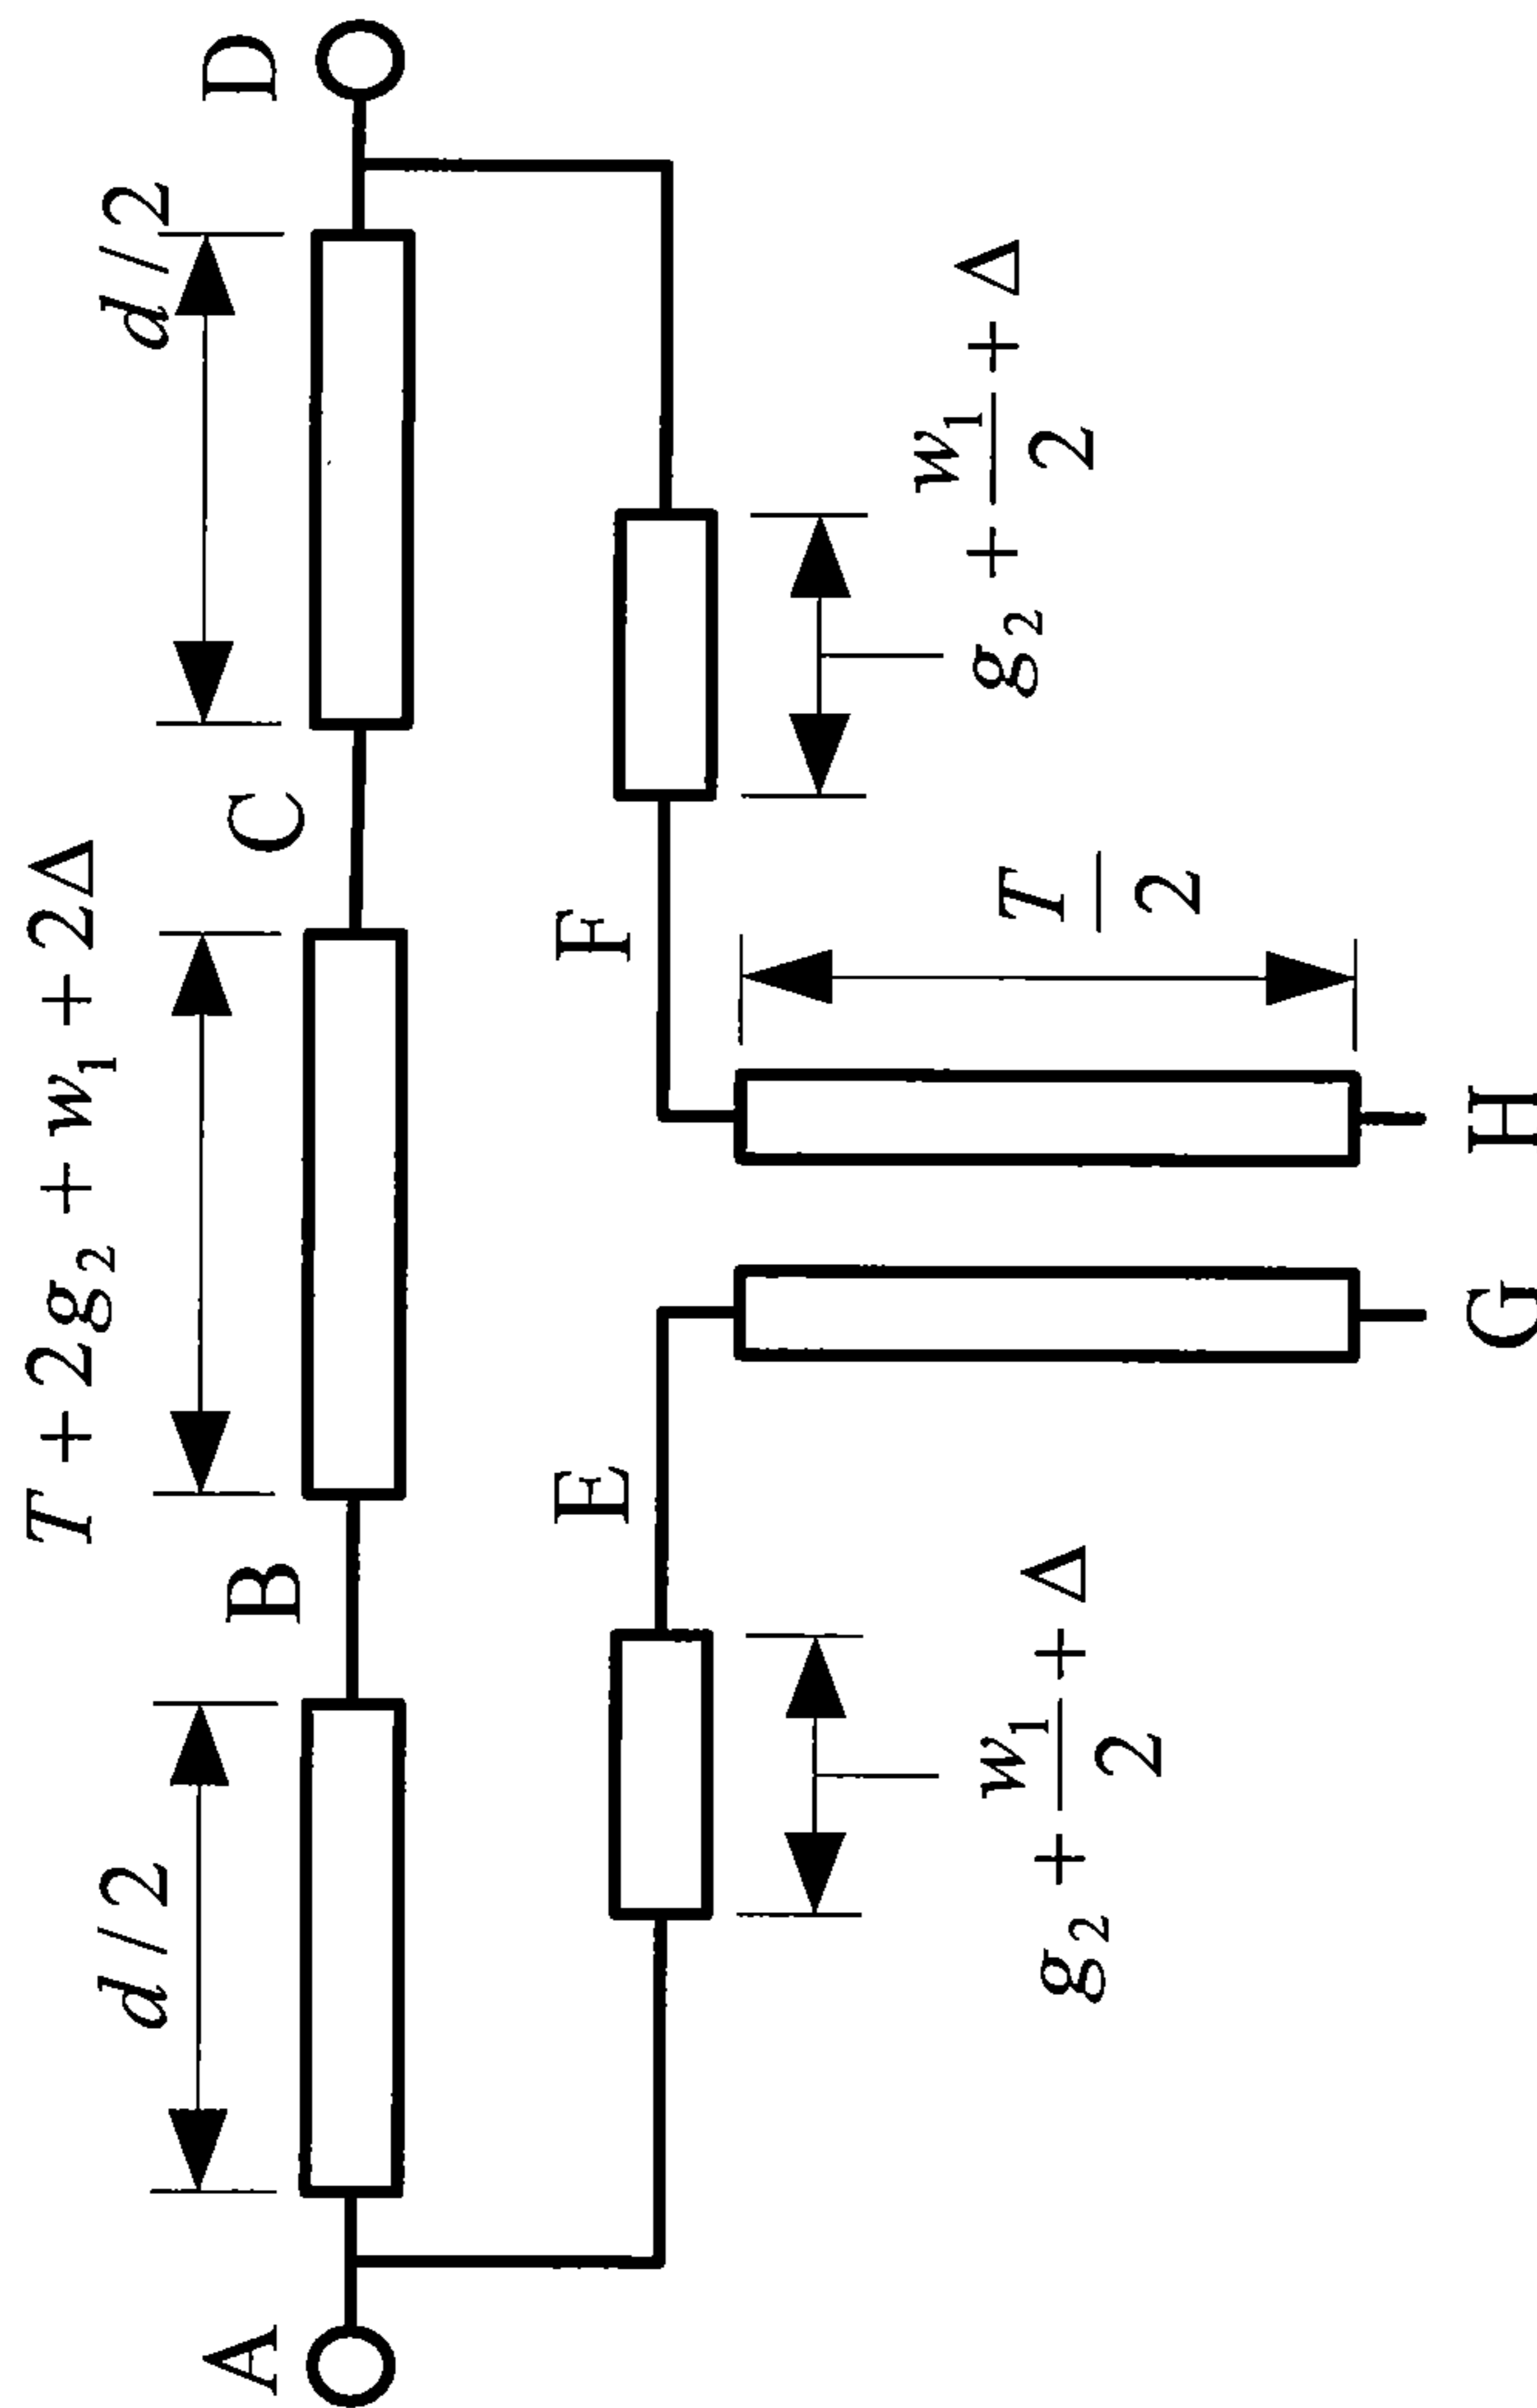 T + 2g₂ + w₁ + 2Δ
d/2
d/2
A
B
C
D
E
F
g₂ + w₁/2 + Δ
T/2
g₂ + w₁/2 + Δ
G
H